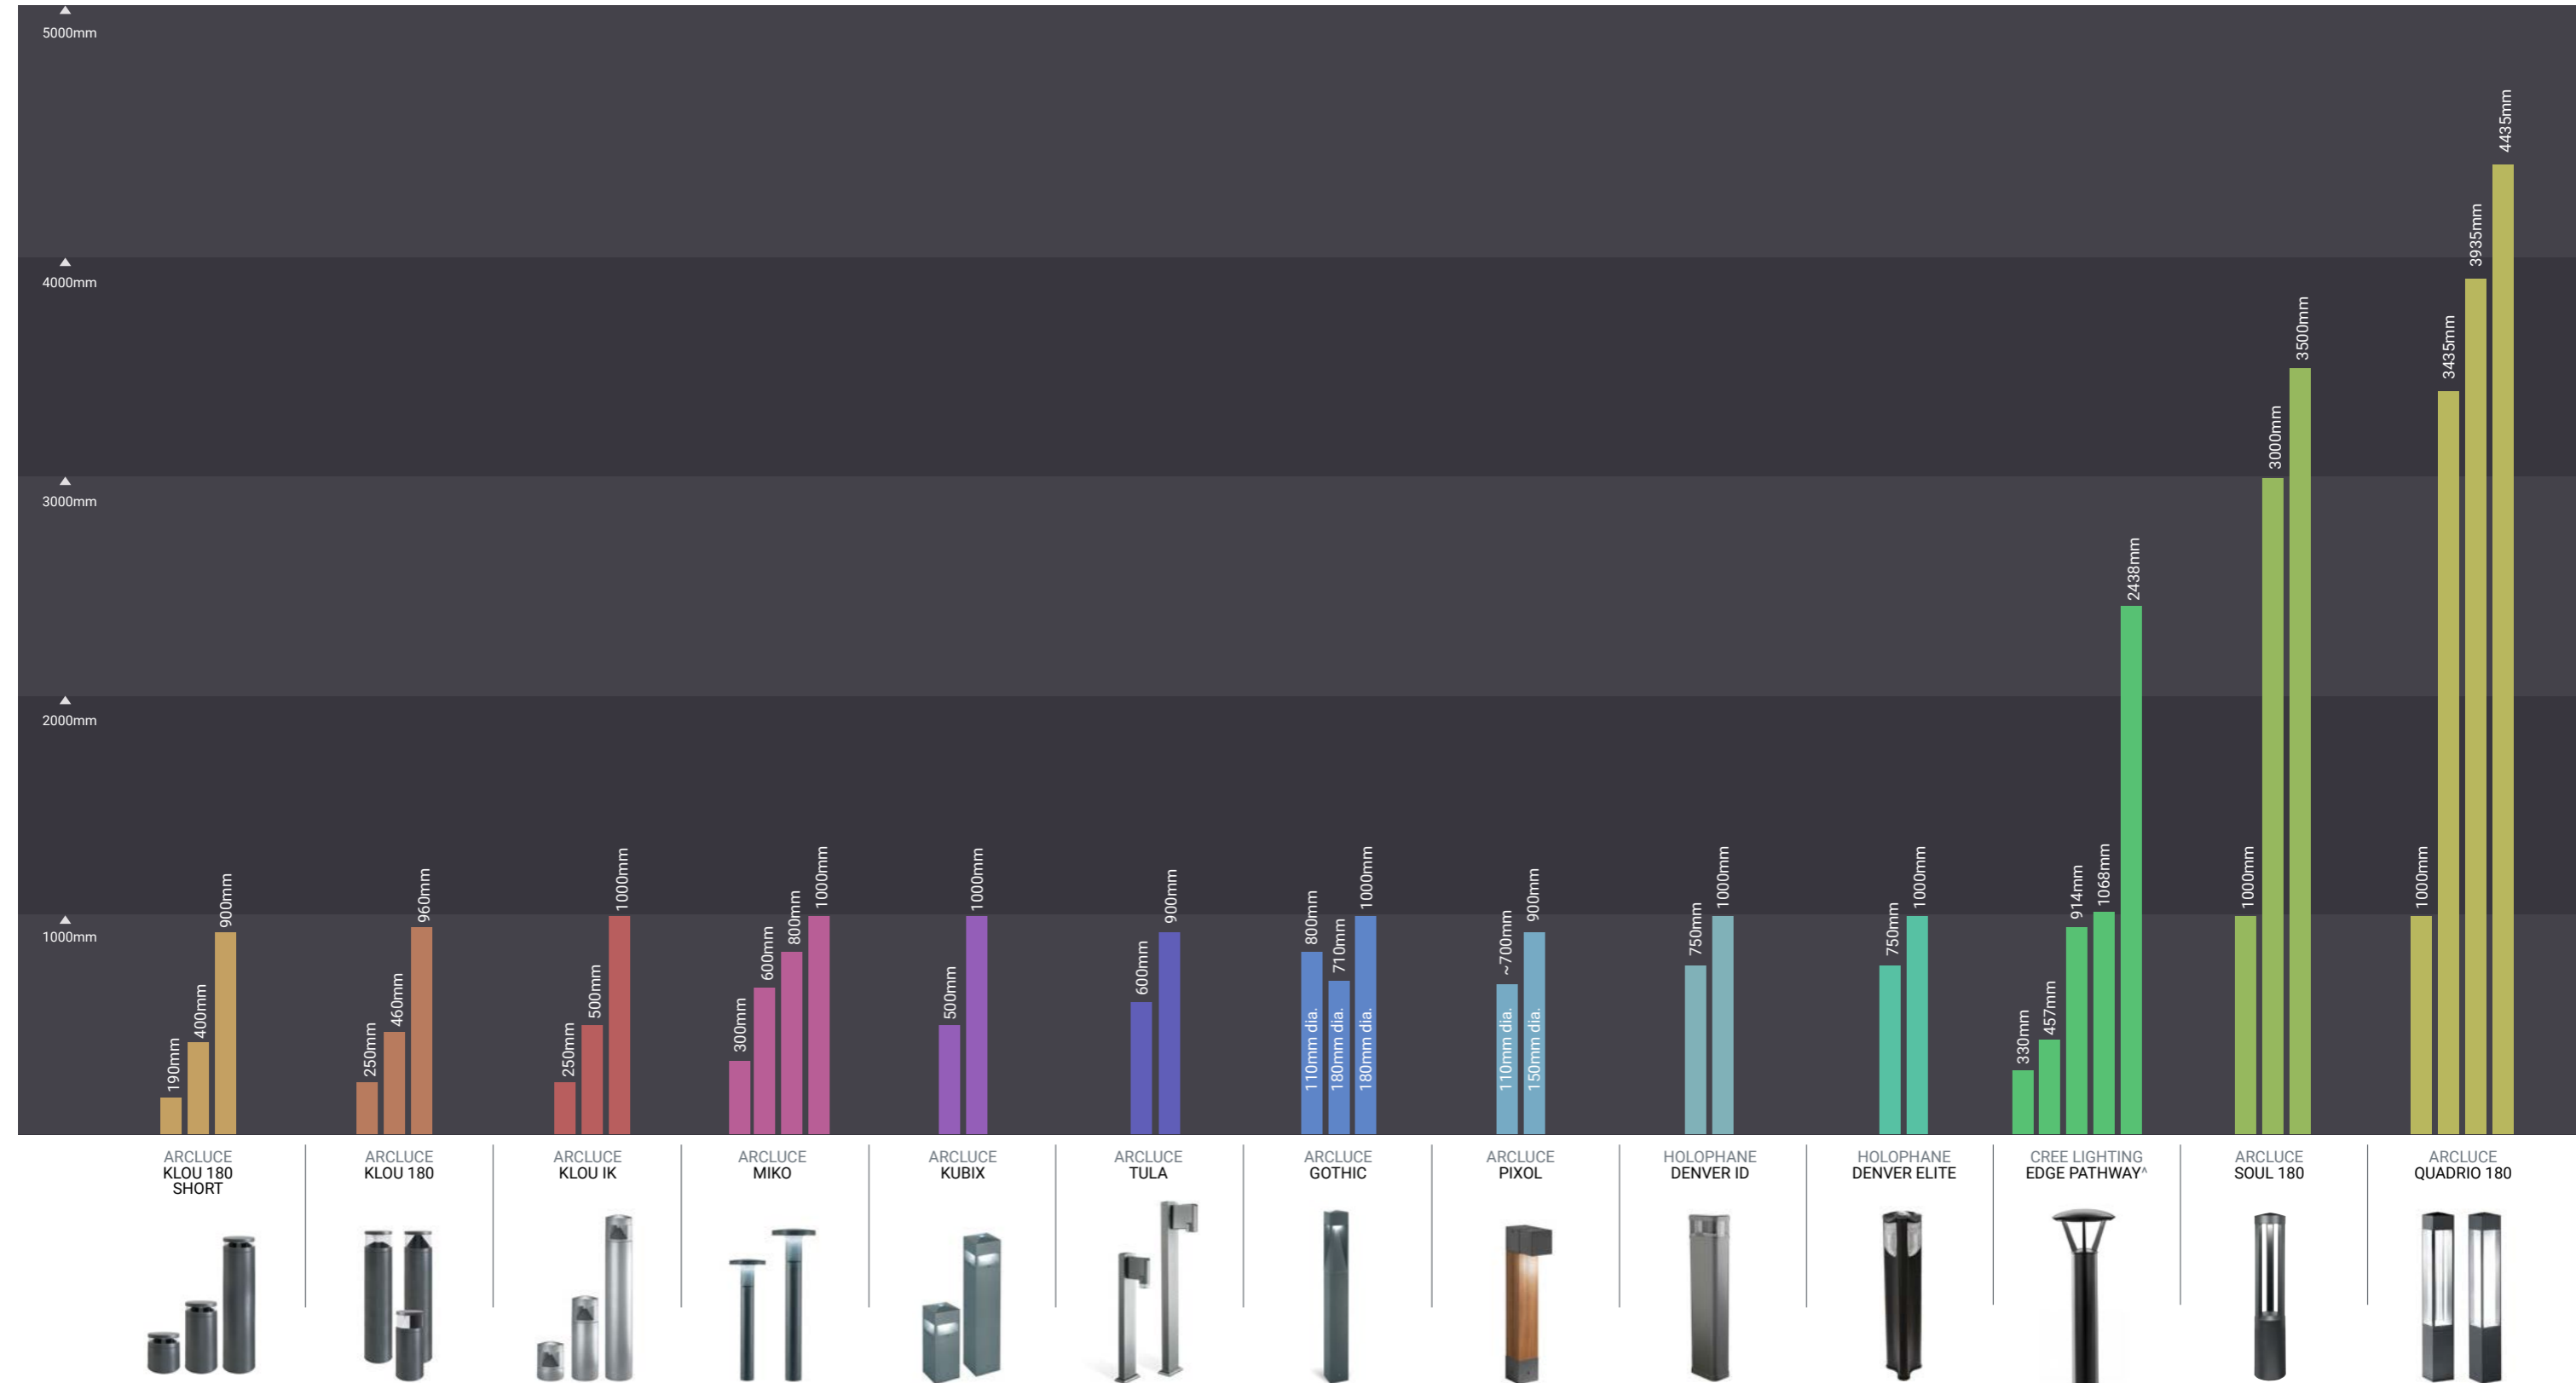 5000mm
4000mm
3000mm
2000mm
1000mm
190mm
400mm
900mm
250mm
460mm
960mm
250mm
500mm
1000mm
300mm
600mm
800mm
1000mm
500mm
1000mm
600mm
900mm
800mm
110mm dia.
710mm
180mm dia.
1000mm
180mm dia.
~700mm
110mm dia.
900mm
150mm dia.
750mm
1000mm
750mm
1000mm
330mm
457mm
914mm
1068mm
2438mm
1000mm
3000mm
3500mm
1000mm
3435mm
3935mm
4435mm
ARCLUCE
KLOU 180
SHORT
ARCLUCE
KLOU 180
ARCLUCE
KLOU IK
ARCLUCE
MIKO
ARCLUCE
KUBIX
ARCLUCE
TULA
ARCLUCE
GOTHIC
ARCLUCE
PIXOL
HOLOPHANE
DENVER ID
HOLOPHANE
DENVER ELITE
CREE LIGHTING
EDGE PATHWAY^
ARCLUCE
SOUL 180
ARCLUCE
QUADRIO 180